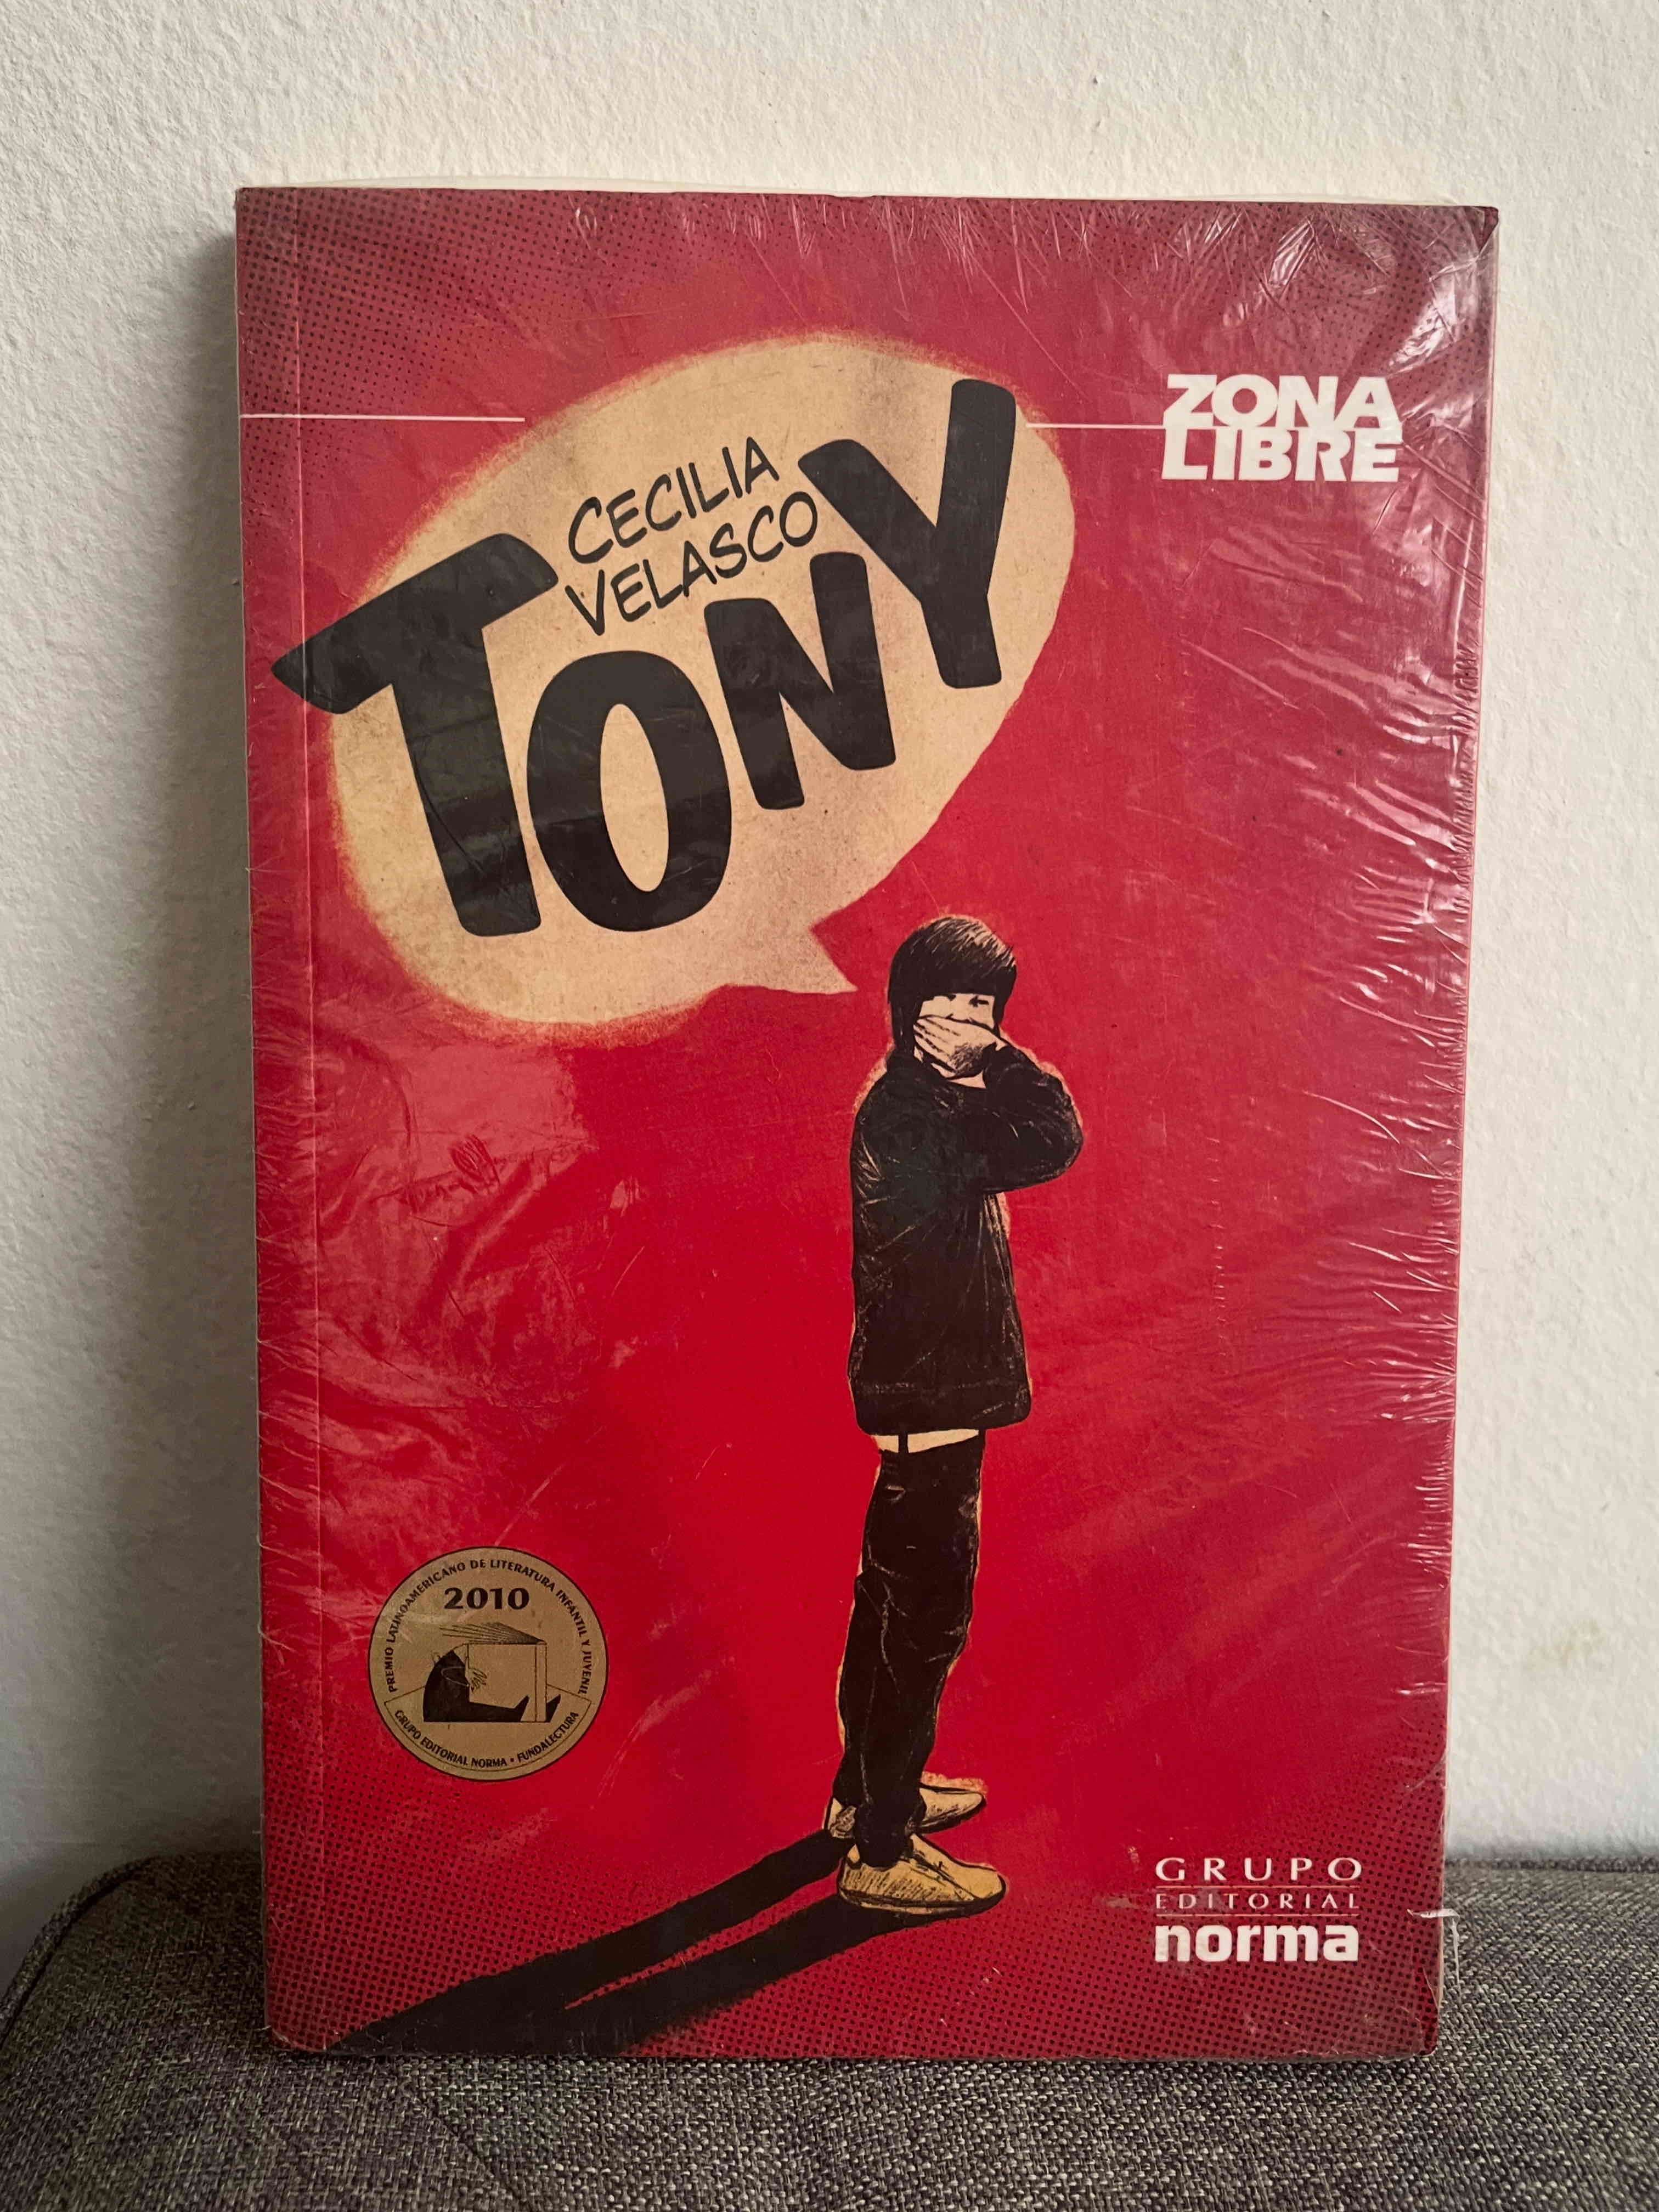 ZONA
LIBRE
CECILIA
VELASCO
TONY
PREMIO LATINOAMERICANO DE LITERATURA INFANTIL Y JUVENIL
2010
GRUPO EDITORIAL NORMA • FUNDALECTURA
GRUPO
EDITORIAL
norma